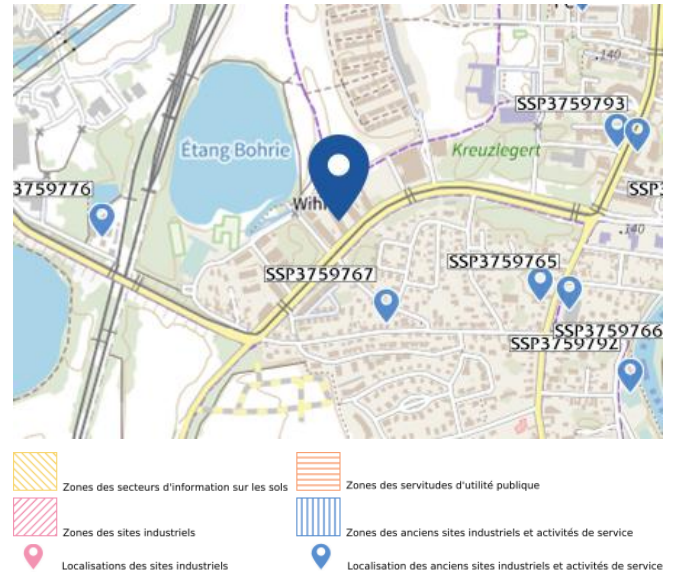 SSP3759793
Étang Bohrie
Kreuzlegert
.140
3759776
Wihr
SSP3
.140
SSP3759767
SSP3759765
SSP3759766
SSP3759792
Zones des secteurs d'information sur les sols
Zones des servitudes d'utilité publique
Zones des sites industriels
Zones des anciens sites industriels et activités de service
Localisations des sites industriels
Localisation des anciens sites industriels et activités de service